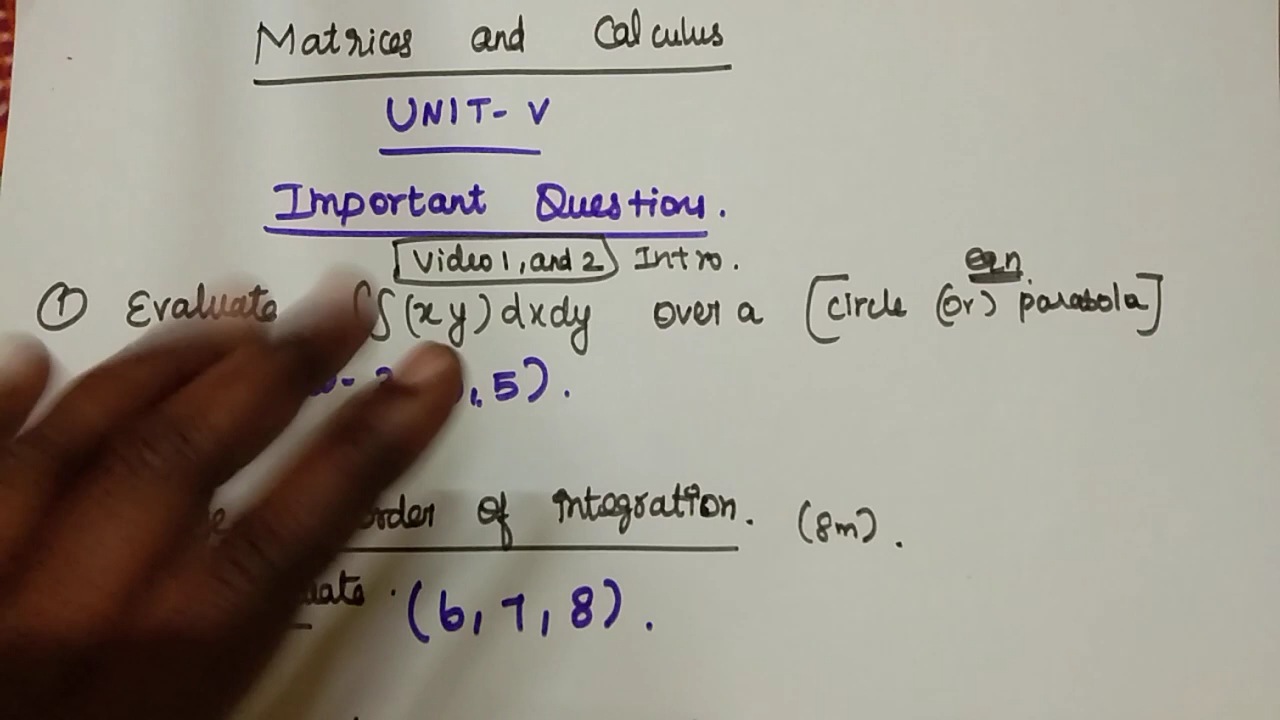 Matrices and Calculus
UNIT-V
Important Questions.
Video 1, and 2 Intro.
① Evaluate ∫∫(xy) dxdy over a [circle (or) parabola] eqn
, 5).
order of integration. (8m).
(6, 7, 8).